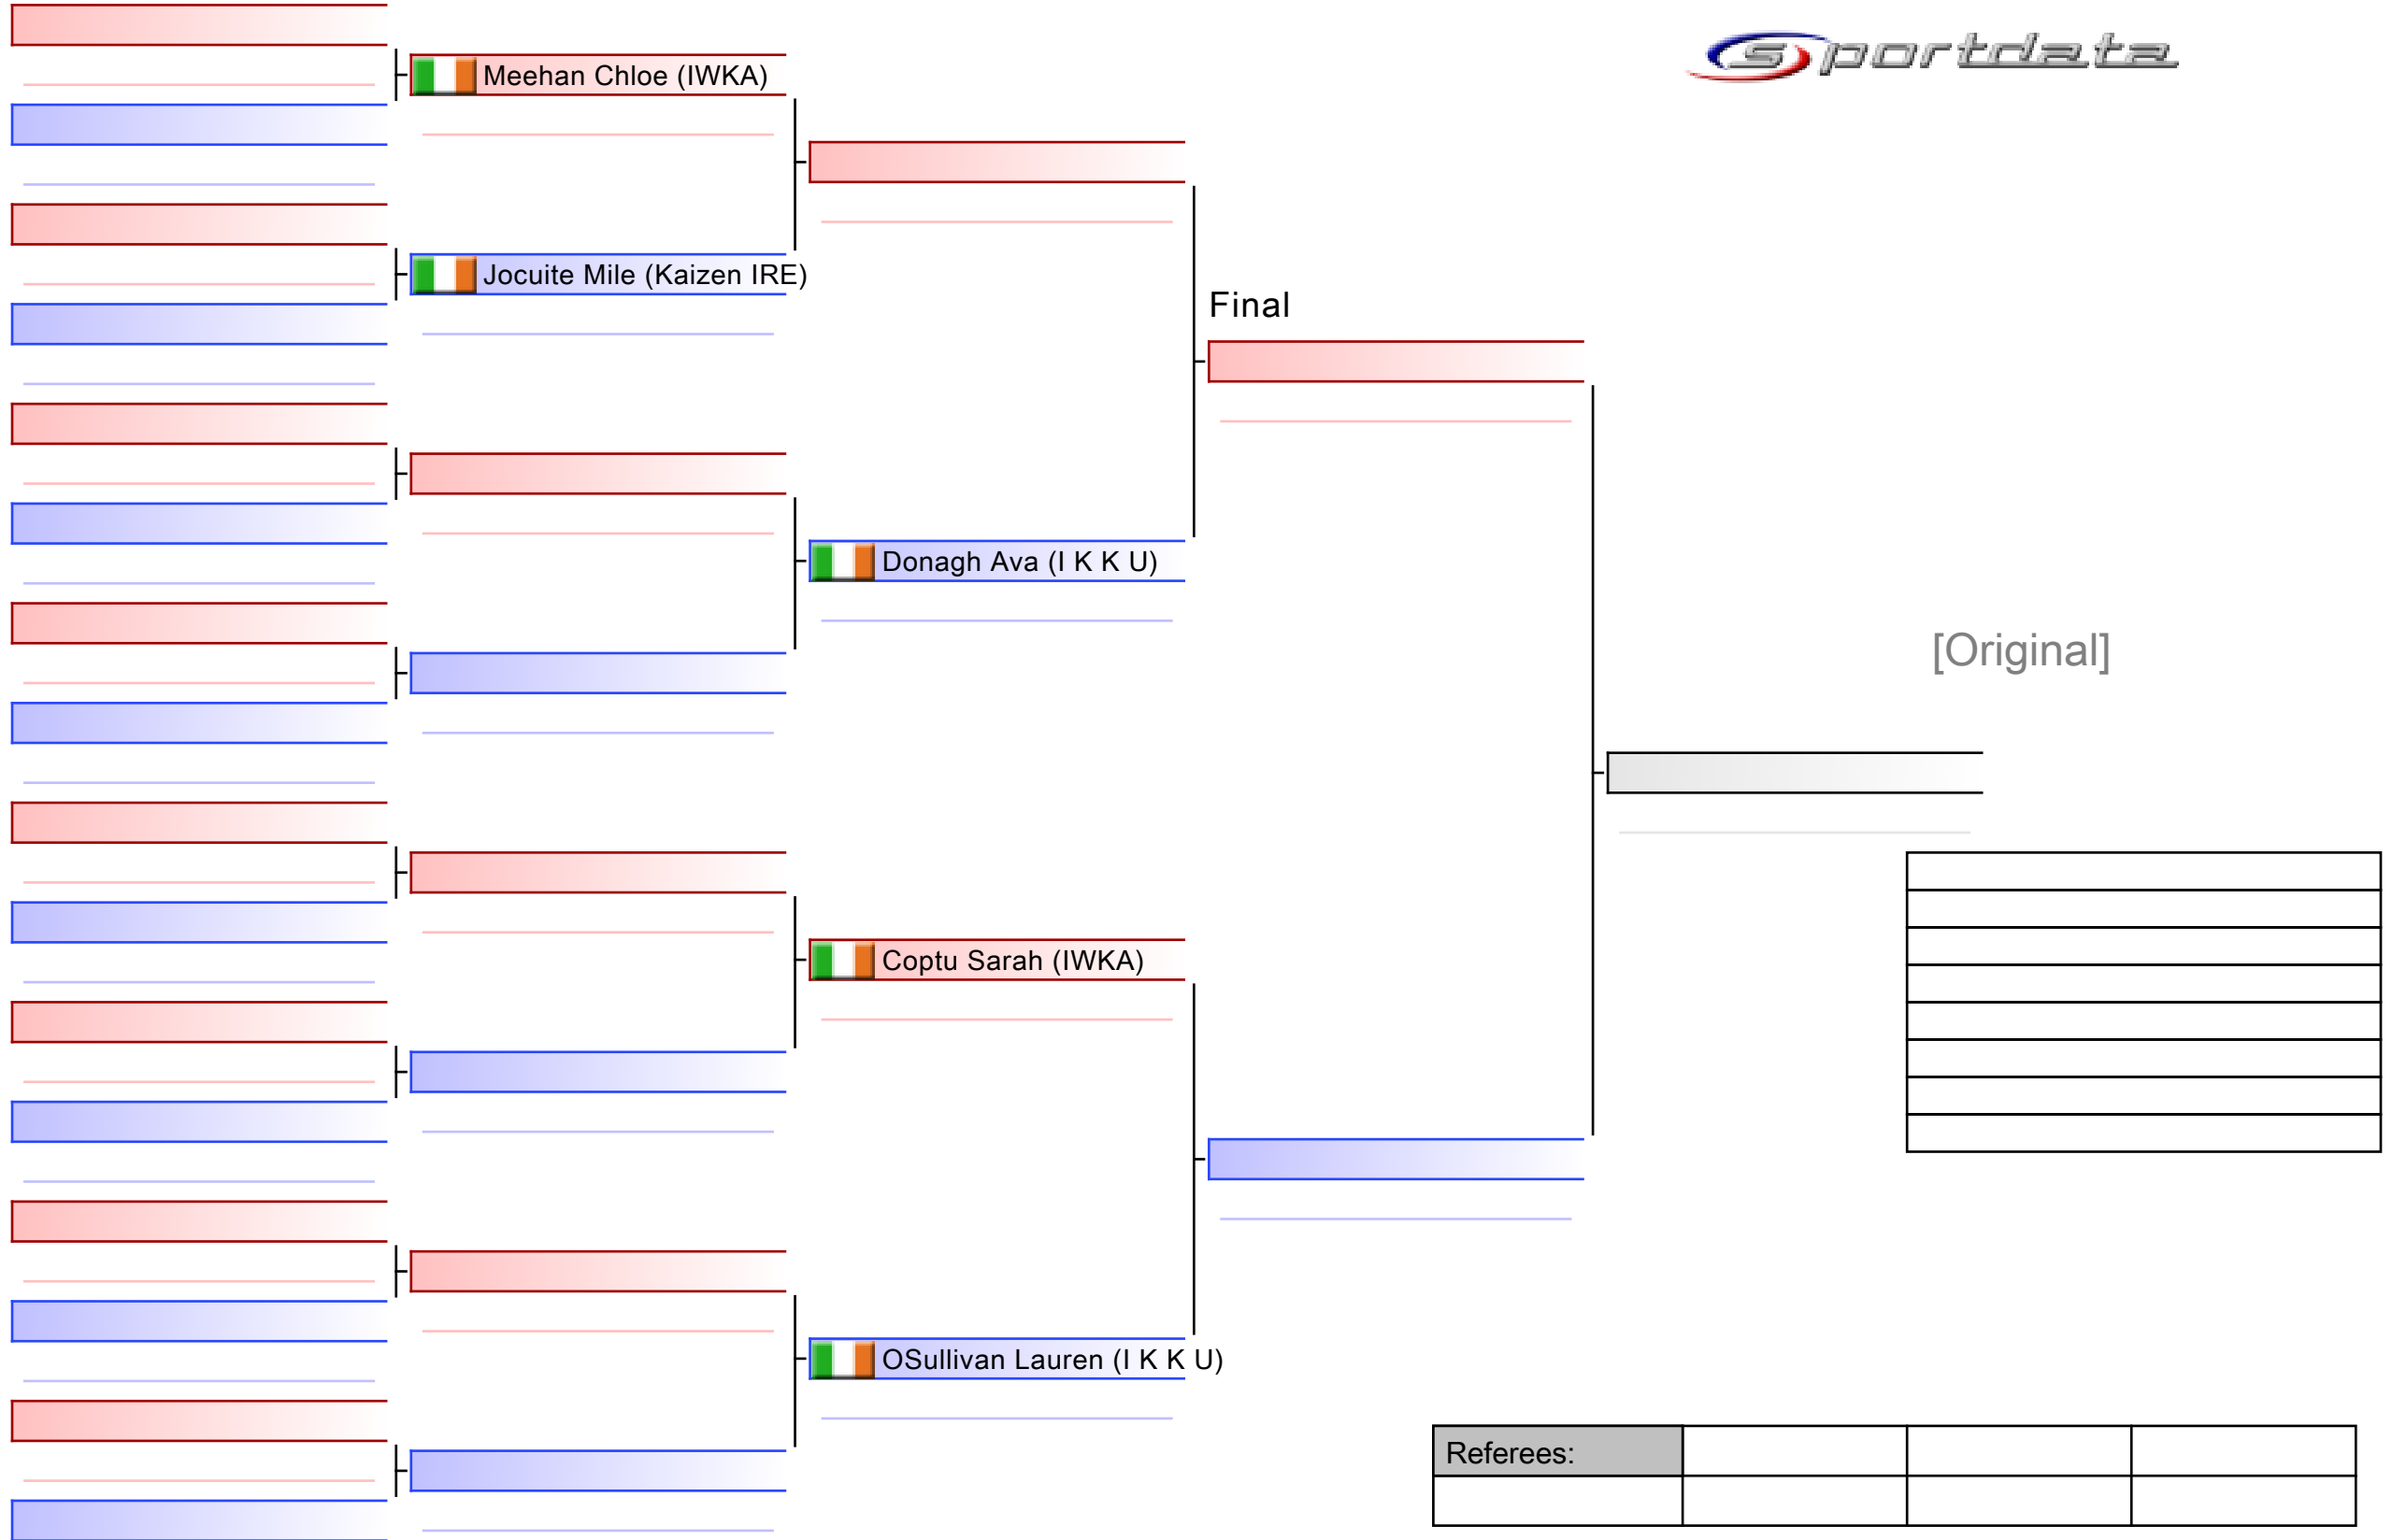 sportdata
Meehan Chloe (IWKA)
Jocuite Mile (Kaizen IRE)
Final
Donagh Ava (I K K U)
[Original]
Coptu Sarah (IWKA)
OSullivan Lauren (I K K U)
Referees: